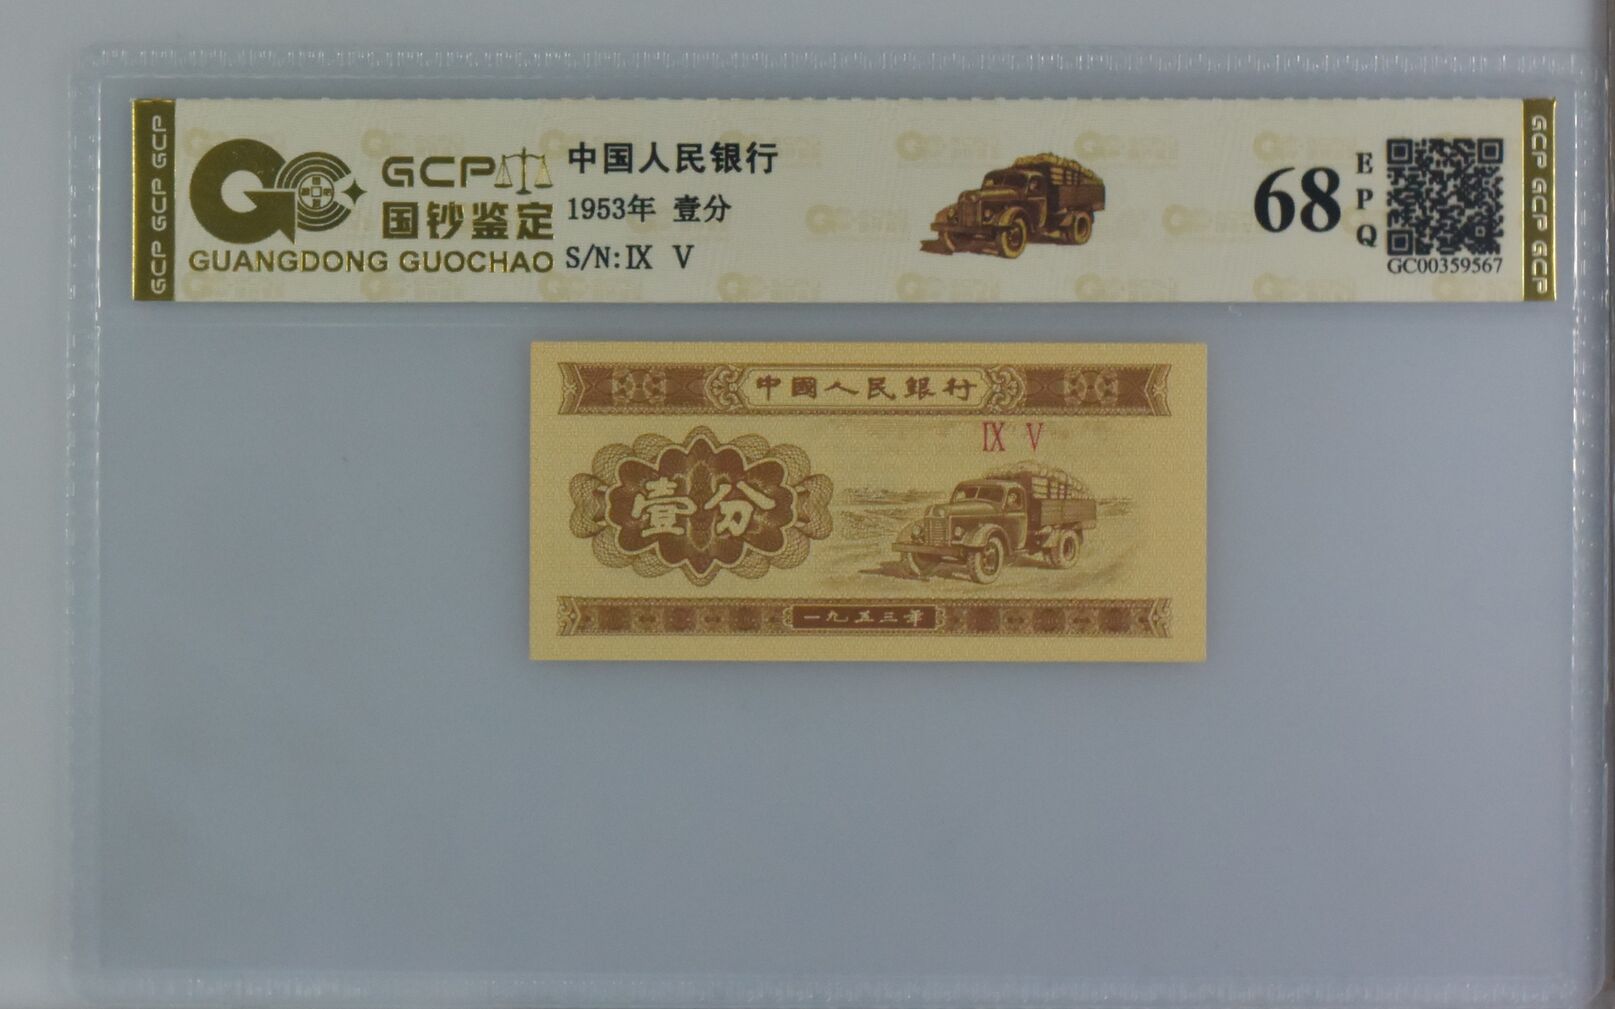 GCP GCP GCP GCP
GCP
国钞鉴定
GUANGDONG GUOCHAO
中国人民银行
1953年 壹分
S/N:Ⅸ Ⅴ
68
EPQ
GC00359567
GCP GCP GCP GCP
中國人民銀行
Ⅸ Ⅴ
壹分
一九五三年